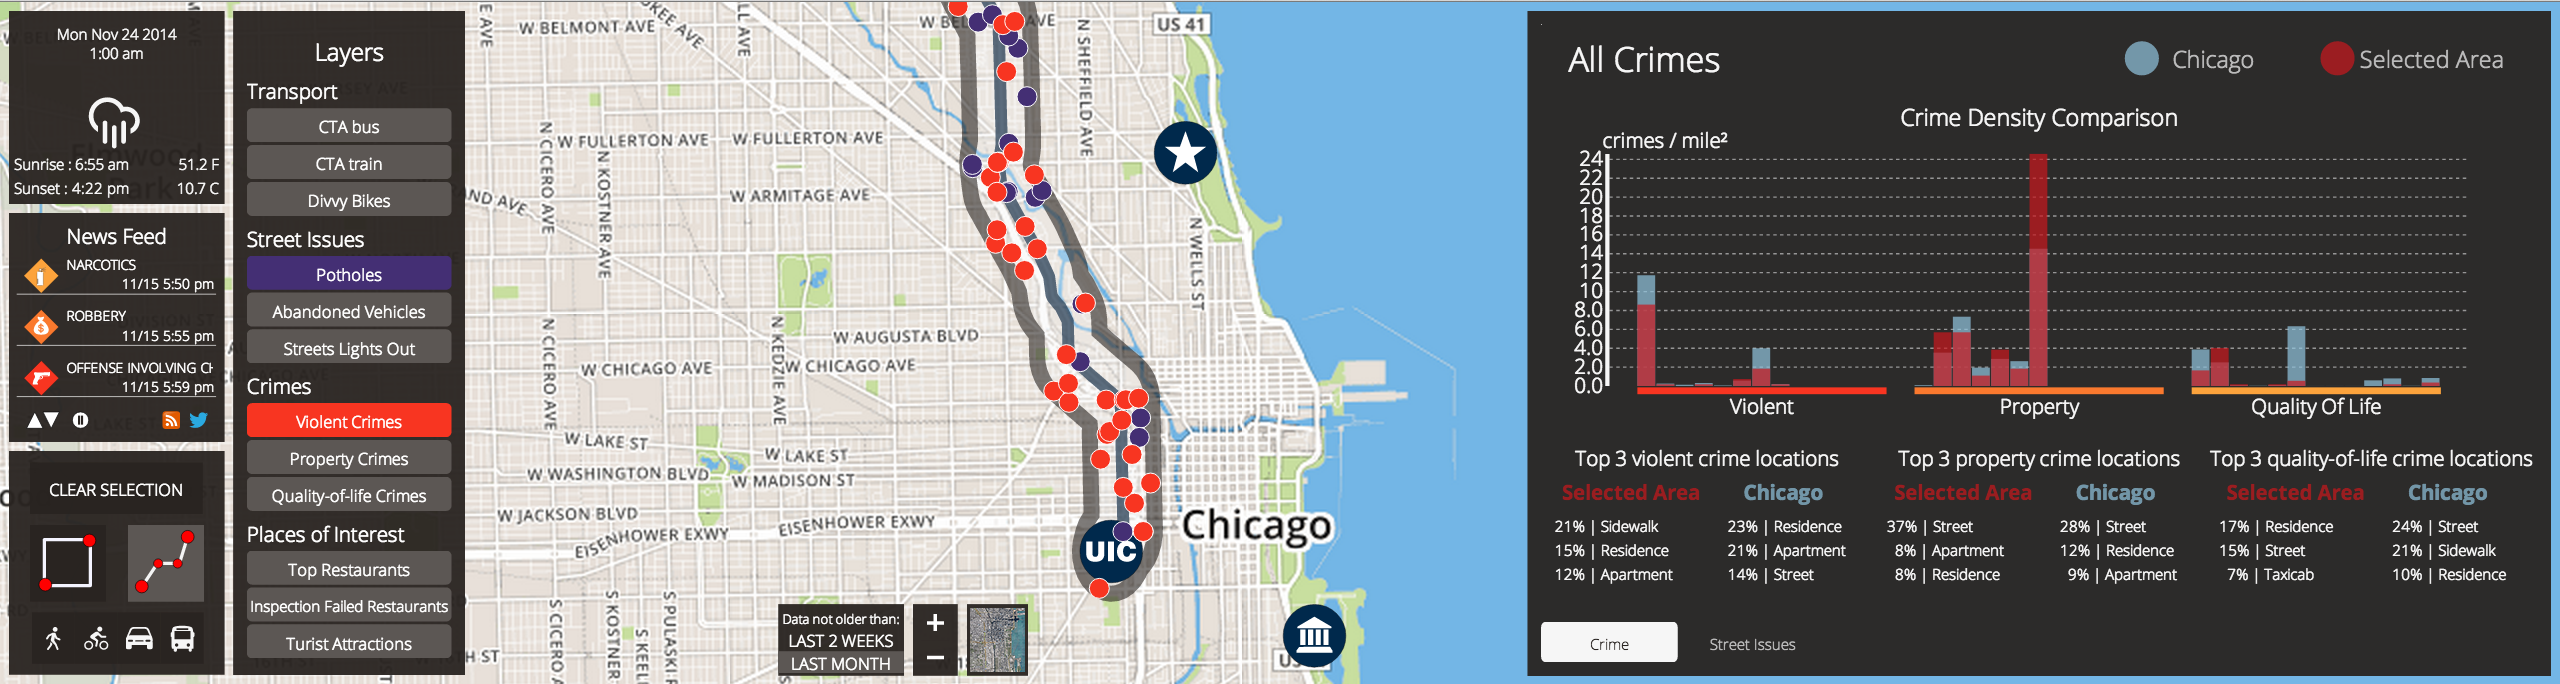 Mon Nov 24 2014
1:00 am
Sunrise : 6:55 am 51.2 F
Sunset : 4:22 pm 10.7 C
News Feed
NARCOTICS
11/15 5:50 pm
ROBBERY
11/15 5:55 pm
OFFENSE INVOLVING CH
11/15 5:59 pm
CLEAR SELECTION
Layers
Transport
CTA bus
CTA train
Divvy Bikes
Street Issues
Potholes
Abandoned Vehicles
Streets Lights Out
Crimes
Violent Crimes
Property Crimes
Quality-of-life Crimes
Places of Interest
Top Restaurants
Inspection Failed Restaurants
Turist Attractions
W BELMONT AVE
US 41
N SHEFFIELD AVE
W FULLERTON AVE
W FULLERTON AVE
N CICERO AVE
N KOSTNER AVE
W ARMITAGE AVE
N WELLS ST
W AUGUSTA BLVD
N CICERO AVE
N KEDZIE AVE
W CHICAGO AVE
W CHICAGO AVE
W LAKE ST
W LAKE ST
W WASHINGTON BLVD
W MADISON ST
W JACKSON BLVD
EISENHOWER EXPY
EISENHOWER EXPY
Chicago
UIC
Data not older than:
LAST 2 WEEKS
LAST MONTH
+
−
All Crimes
Chicago
Selected Area
Crime Density Comparison
crimes / mile²
24
22
20
18
16
14
12
10
8.0
6.0
4.0
2.0
0.0
Violent
Property
Quality Of Life
Top 3 violent crime locations
Selected Area Chicago
21% | Sidewalk 23% | Residence
15% | Residence 21% | Apartment
12% | Apartment 14% | Street
Top 3 property crime locations
Selected Area Chicago
37% | Street 28% | Street
8% | Apartment 12% | Residence
8% | Residence 9% | Apartment
Top 3 quality-of-life crime locations
Selected Area Chicago
17% | Residence 24% | Street
15% | Street 21% | Sidewalk
7% | Taxicab 10% | Residence
Crime
Street Issues